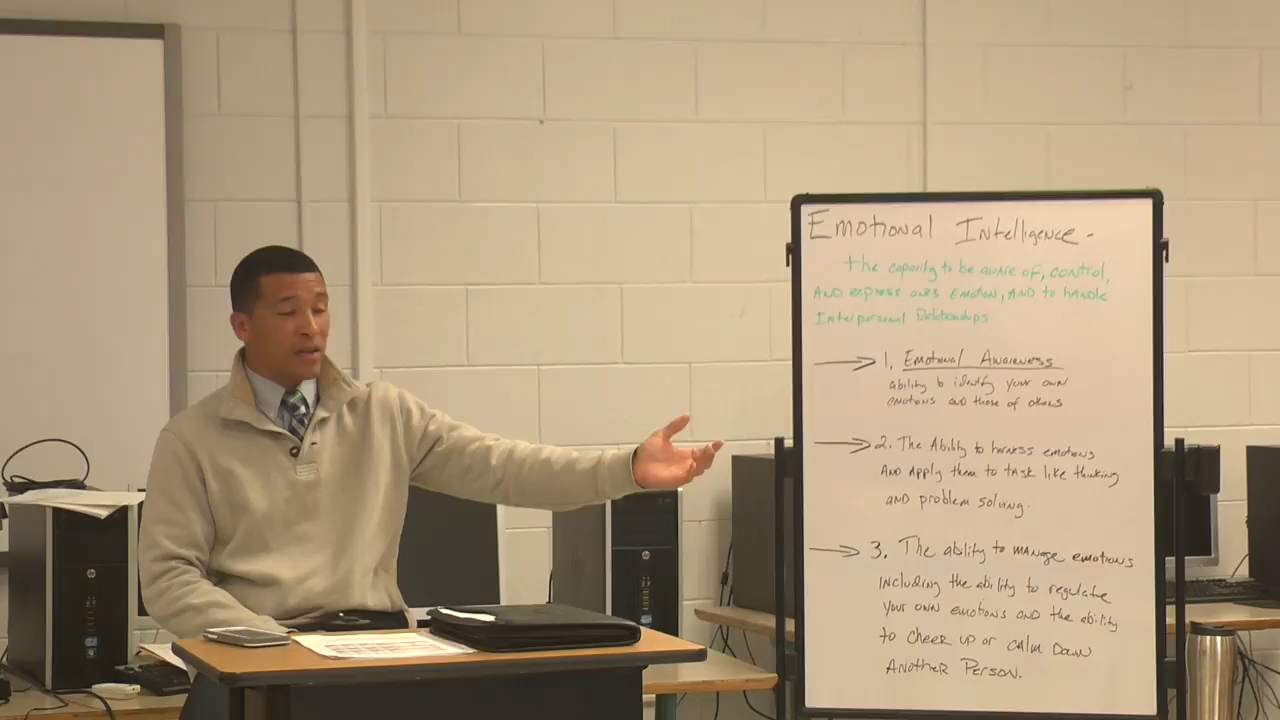 Emotional Intelligence -
the capacity to be aware of, control,
AND express ones Emotion, AND to handle
Interpersonal Relationships
1. Emotional Awareness
ability to identify your own
emotions and those of others
2. The Ability to harness emotions
AND apply them to task like thinking
AND problem solving.
3. The ability to manage emotions
including the ability to regulate
your own emotions AND the ability
to cheer up or calm down
Another Person.